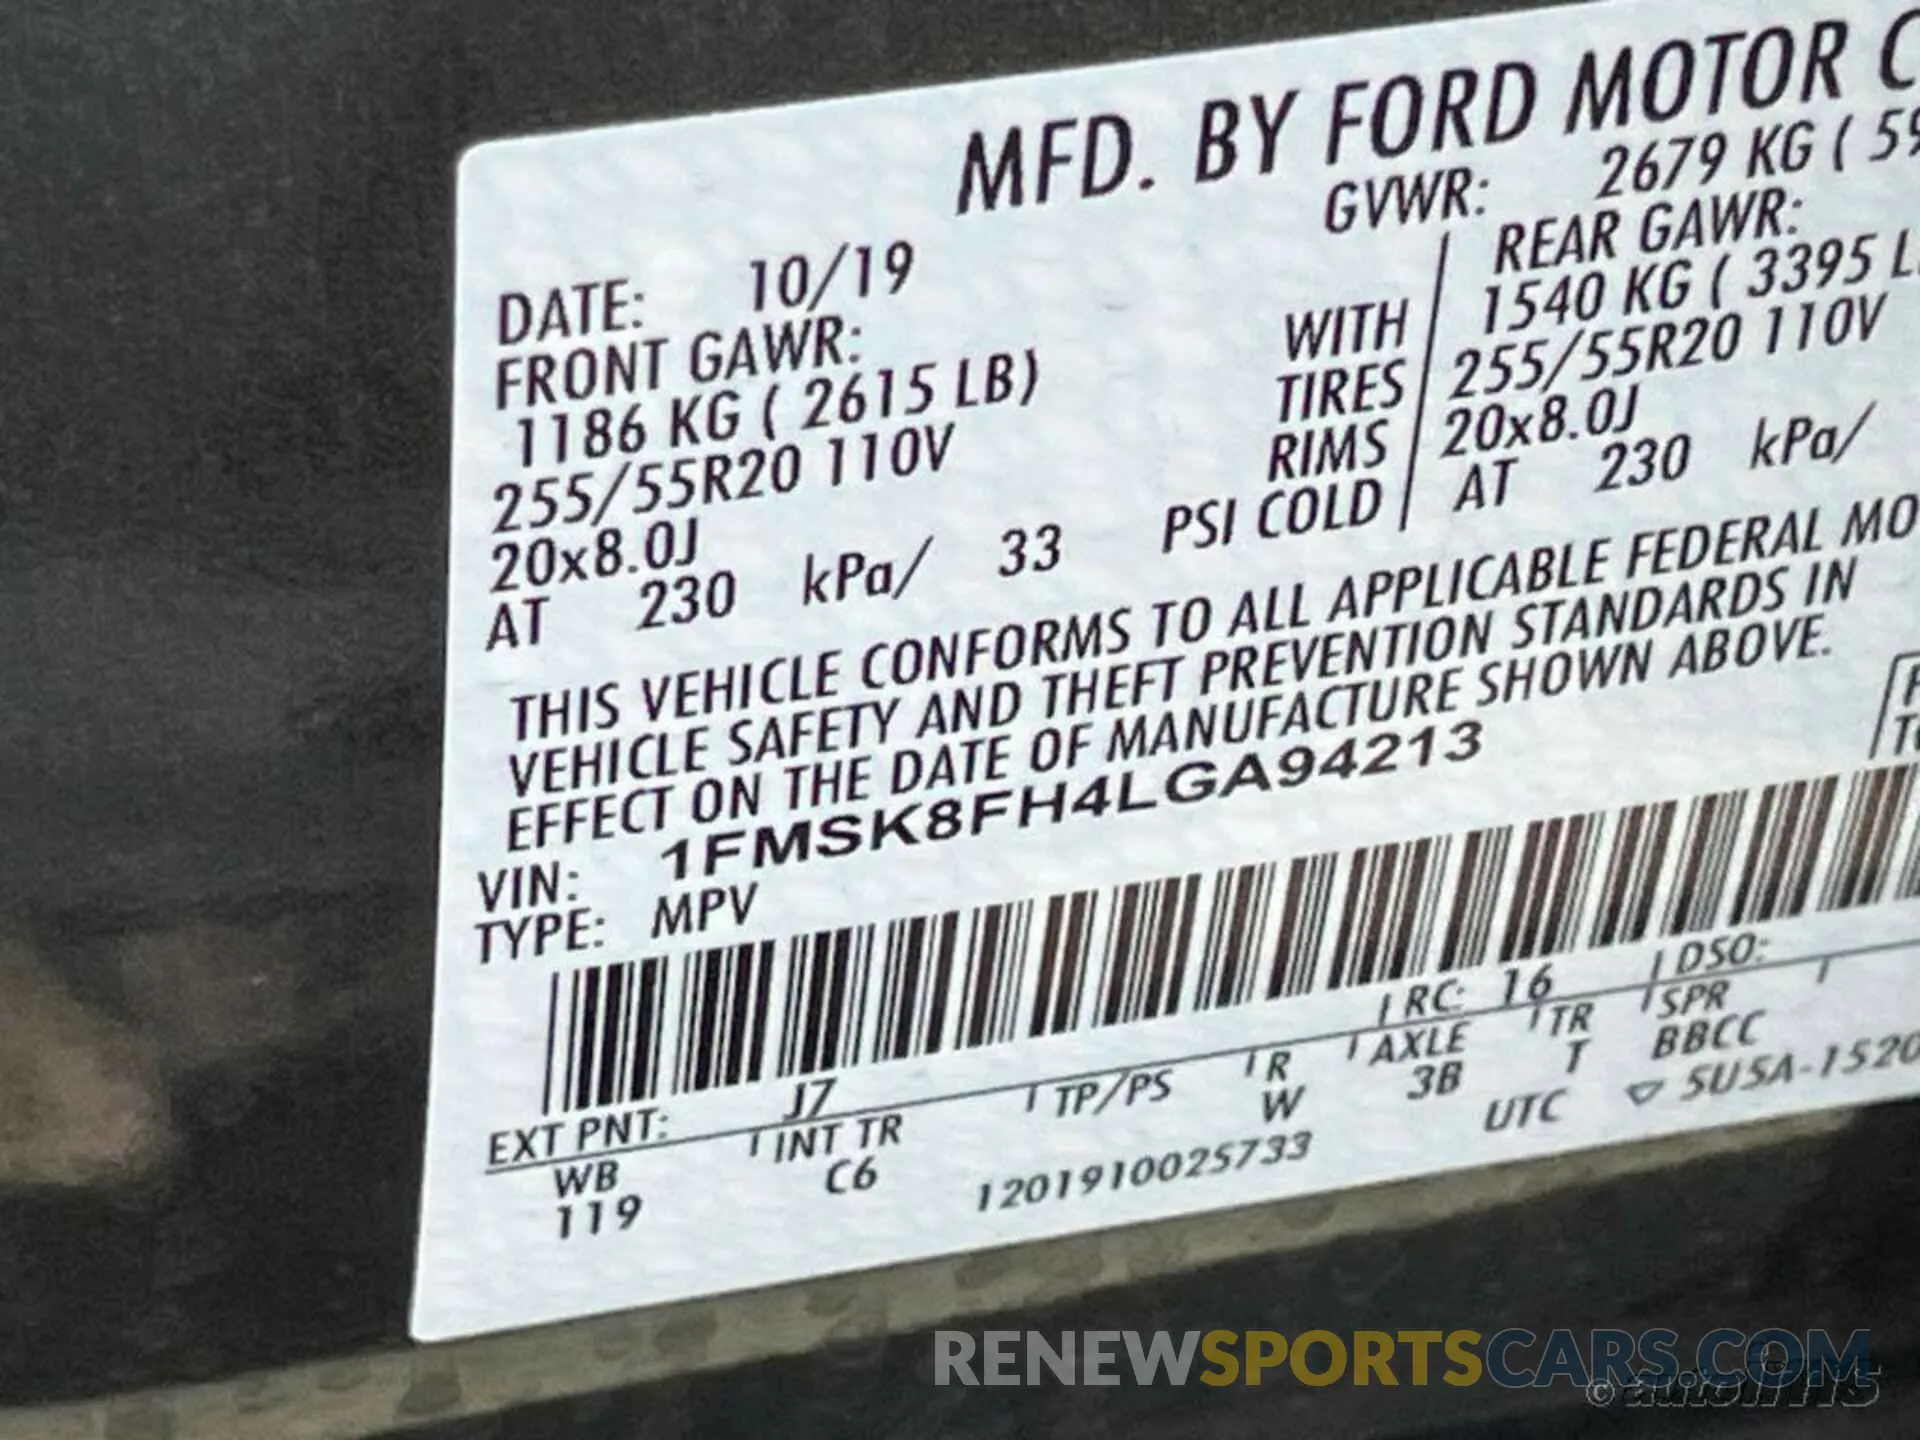 MFD. BY FORD MOTOR C
GVWR: 2679 KG ( 59
DATE: 10/19
FRONT GAWR:
1186 KG ( 2615 LB)
255/55R20 110V
20x8.0J
AT 230 kPa/ 33
WITH
TIRES
RIMS
PSI COLD
REAR GAWR:
1540 KG ( 3395 L
255/55R20 110V
20x8.0J
AT 230 kPa/
THIS VEHICLE CONFORMS TO ALL APPLICABLE FEDERAL MO
VEHICLE SAFETY AND THEFT PREVENTION STANDARDS IN
EFFECT ON THE DATE OF MANUFACTURE SHOWN ABOVE.
VIN: 1FMSK8FH4LGA94213
TYPE: MPV
EXT PNT: J7 RC: 16 DSO:
WB INT TR TP/PS R AXLE TR SPR
119 C6 W 3B T BBCC
1201910025733 UTC ▽ 5U5A-1520
RENEWSPORTSCARS.COM
© autoIMS